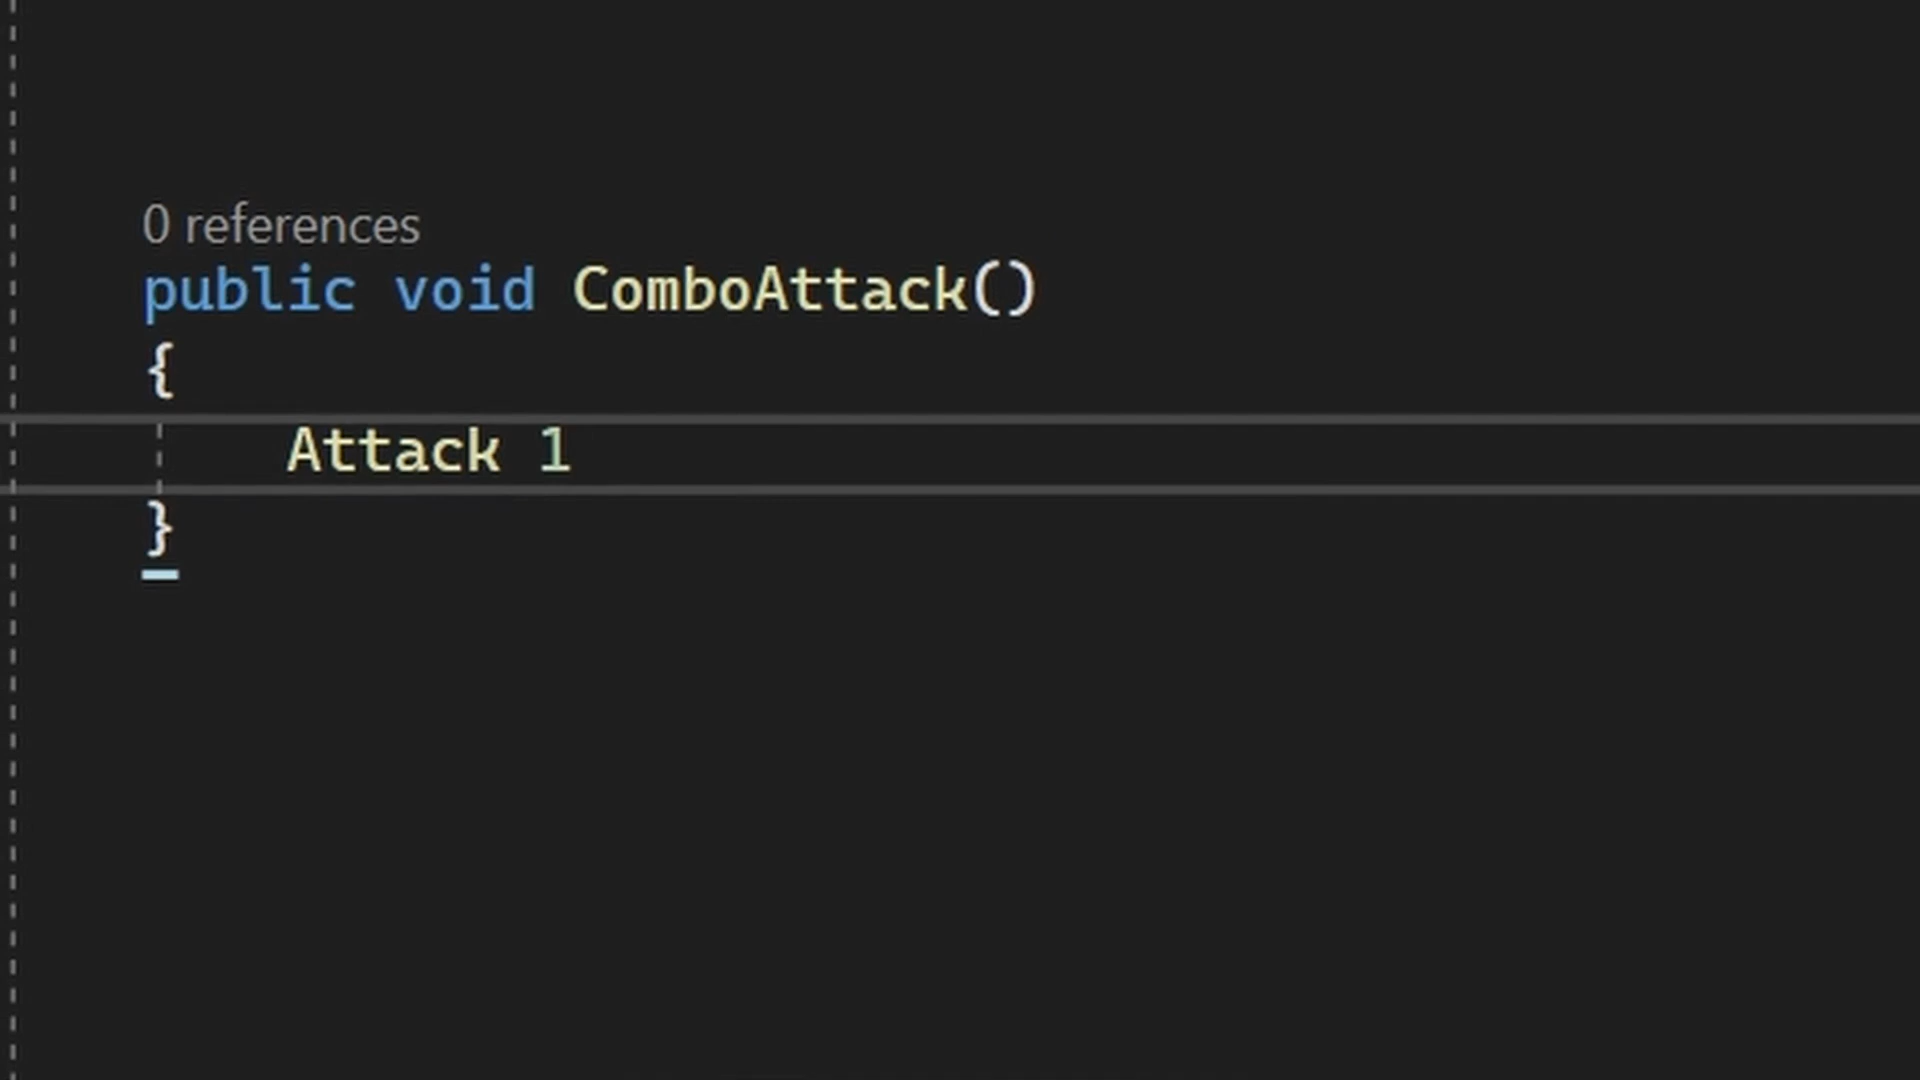 0 references
public void ComboAttack()
{
Attack 1
}